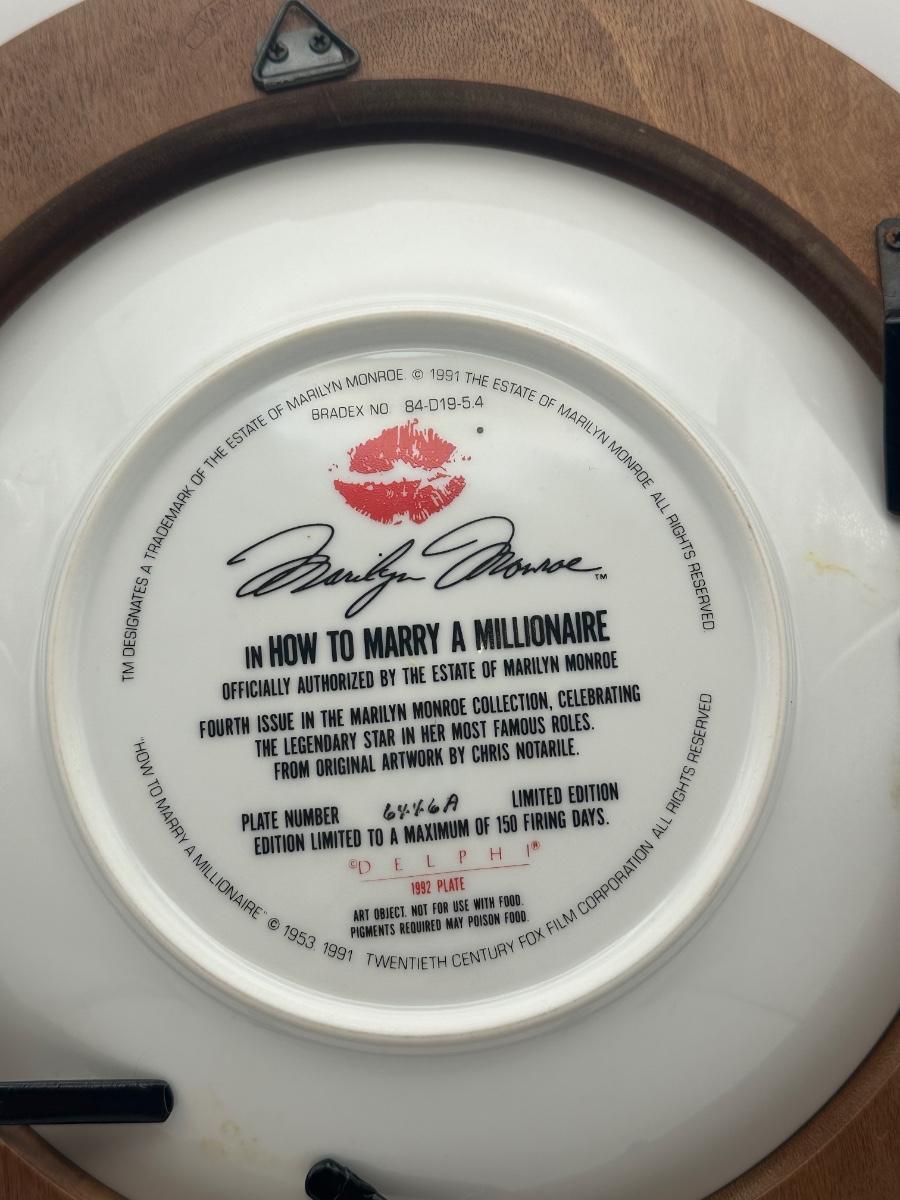 TM DESIGNATES A TRADEMARK OF THE ESTATE OF MARILYN MONROE. © 1991 THE ESTATE OF MARILYN MONROE ALL RIGHTS RESERVED.
BRADEX NO 84-D19-5.4
Marilyn Monroe™
IN HOW TO MARRY A MILLIONAIRE
OFFICIALLY AUTHORIZED BY THE ESTATE OF MARILYN MONROE
FOURTH ISSUE IN THE MARILYN MONROE COLLECTION, CELEBRATING
THE LEGENDARY STAR IN HER MOST FAMOUS ROLES.
FROM ORIGINAL ARTWORK BY CHRIS NOTARILE.
PLATE NUMBER 6446A LIMITED EDITION
EDITION LIMITED TO A MAXIMUM OF 150 FIRING DAYS.
©DELPHI®
1992 PLATE
ART OBJECT. NOT FOR USE WITH FOOD.
PIGMENTS REQUIRED MAY POISON FOOD.
"HOW TO MARRY A MILLIONAIRE" © 1953 1991 TWENTIETH CENTURY FOX FILM CORPORATION ALL RIGHTS RESERVED